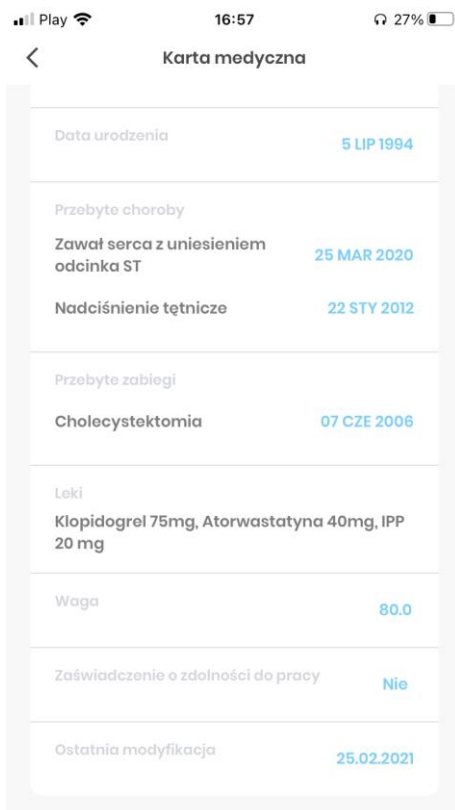 Play 16:57 27%
Karta medyczna
Data urodzenia
5 LIP 1994
Przebyte choroby
Zawał serca z uniesieniem
odcinka ST
25 MAR 2020
Nadciśnienie tętnicze
22 STY 2012
Przebyte zabiegi
Cholecystektomia
07 CZE 2006
Leki
Klopidogrel 75mg, Atorwastatyna 40mg, IPP
20 mg
Waga
80.0
Zaświadczenie o zdolności do pracy
Nie
Ostatnia modyfikacja
25.02.2021